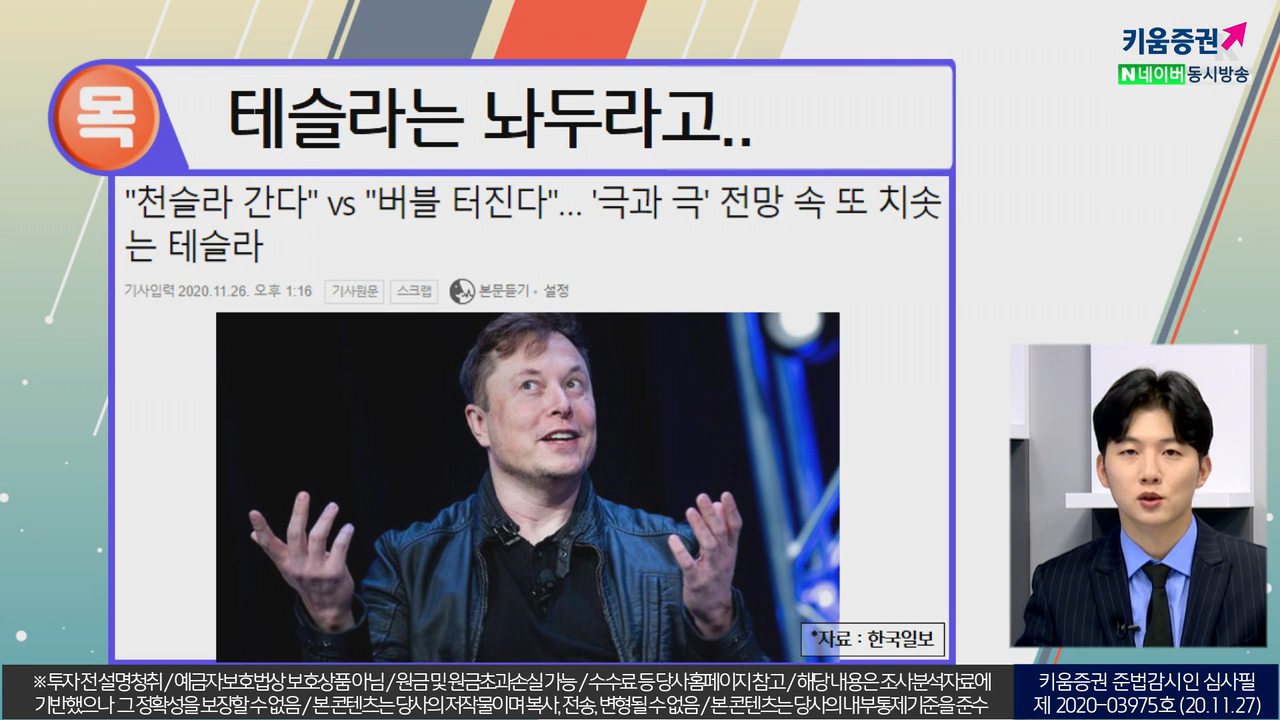 키움증권
N네이버동시방송
목
테슬라는 놔두라고..
"천슬라 간다" vs "버블 터진다"... '극과 극' 전망 속 또 치솟
는 테슬라
기사입력 2020.11.26. 오후 1:16 기사원문 스크랩 본문듣기 · 설정
*자료 : 한국일보
※ 투자 전 설명청취 / 예금자보호법상 보호상품 아님 / 원금 및 원금초과손실 가능 / 수수료 등 당사홈페이지 참고 / 해당 내용은 조사분석자료에
기반했으나 그 정확성을 보장할 수 없음 / 본 콘텐츠는 당사의 저작물이며 복사, 전송, 변형될 수 없음 / 본 콘텐츠는 당사의 내부통제기준을 준수
키움증권 준법감시인 심사필
제 2020-03975호 (20.11.27)